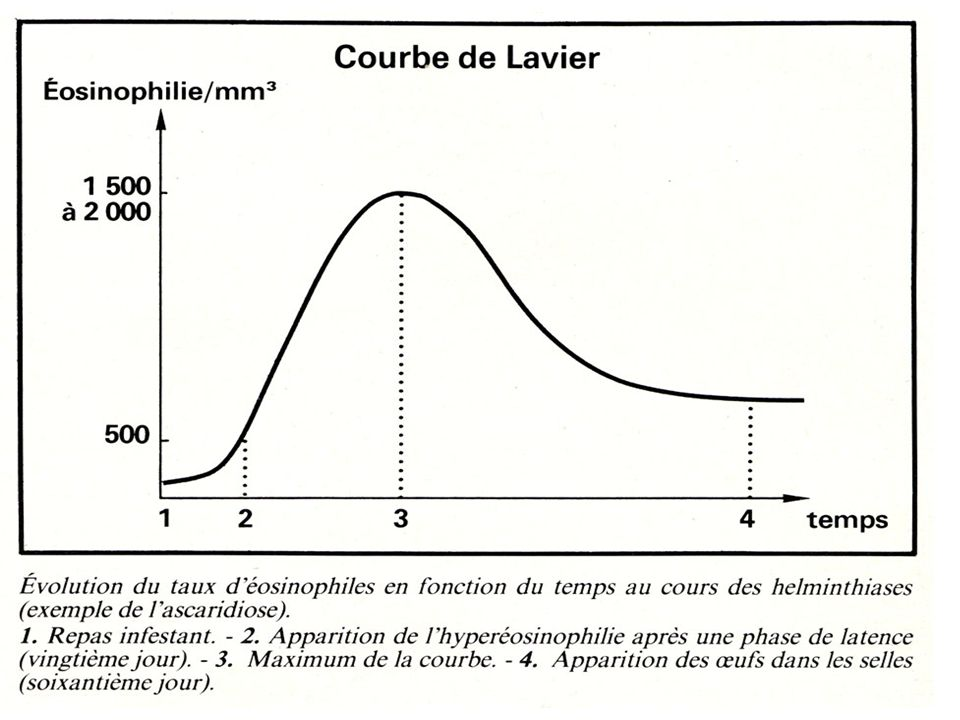 Courbe de Lavier
Éosinophilie/mm³
1 500
à 2 000
500
1 2 3 4 temps
Évolution du taux d'éosinophiles en fonction du temps au cours des helminthiases
(exemple de l'ascaridiose).
1. Repas infestant. - 2. Apparition de l'hyperéosinophilie après une phase de latence
(vingtième jour). - 3. Maximum de la courbe. - 4. Apparition des œufs dans les selles
(soixantième jour).